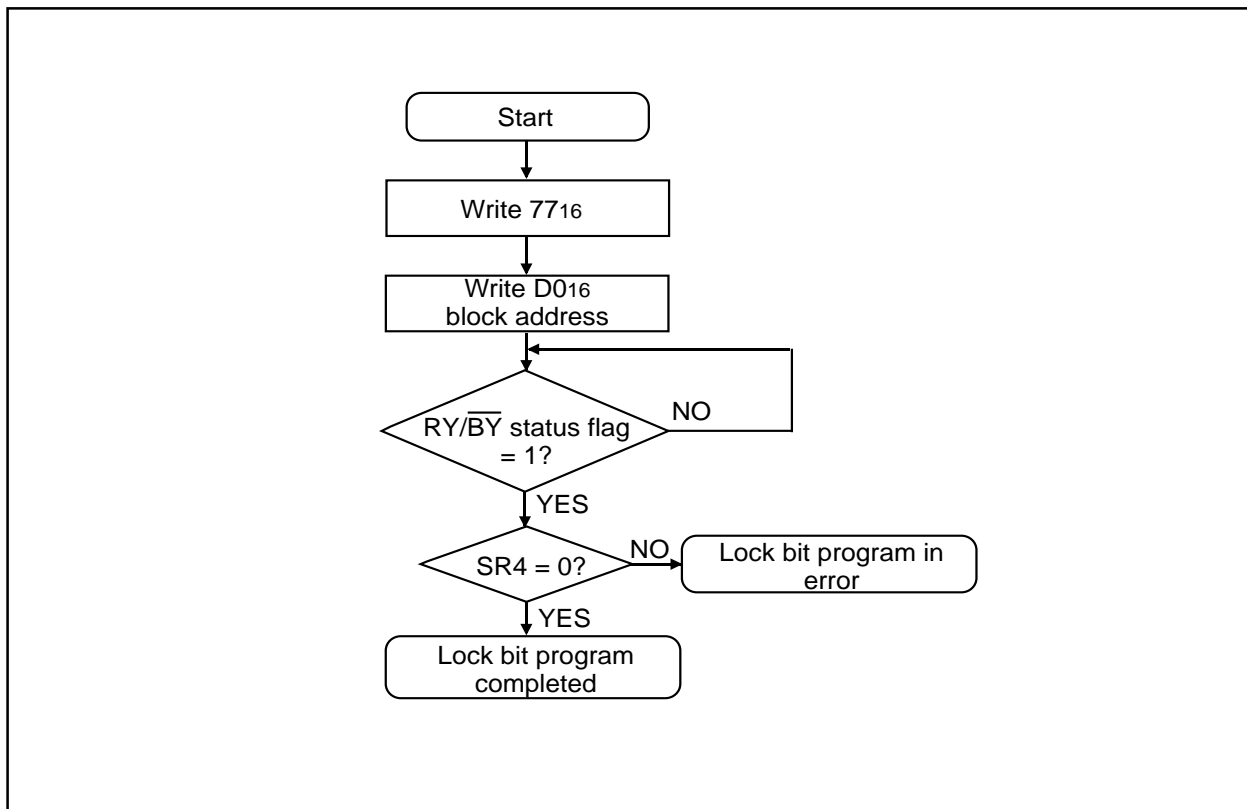 Start
Write 7716
Write D016
block address
RY/B̅Y̅ status flag
= 1?
NO
YES
SR4 = 0?
NO
Lock bit program in
error
YES
Lock bit program
completed